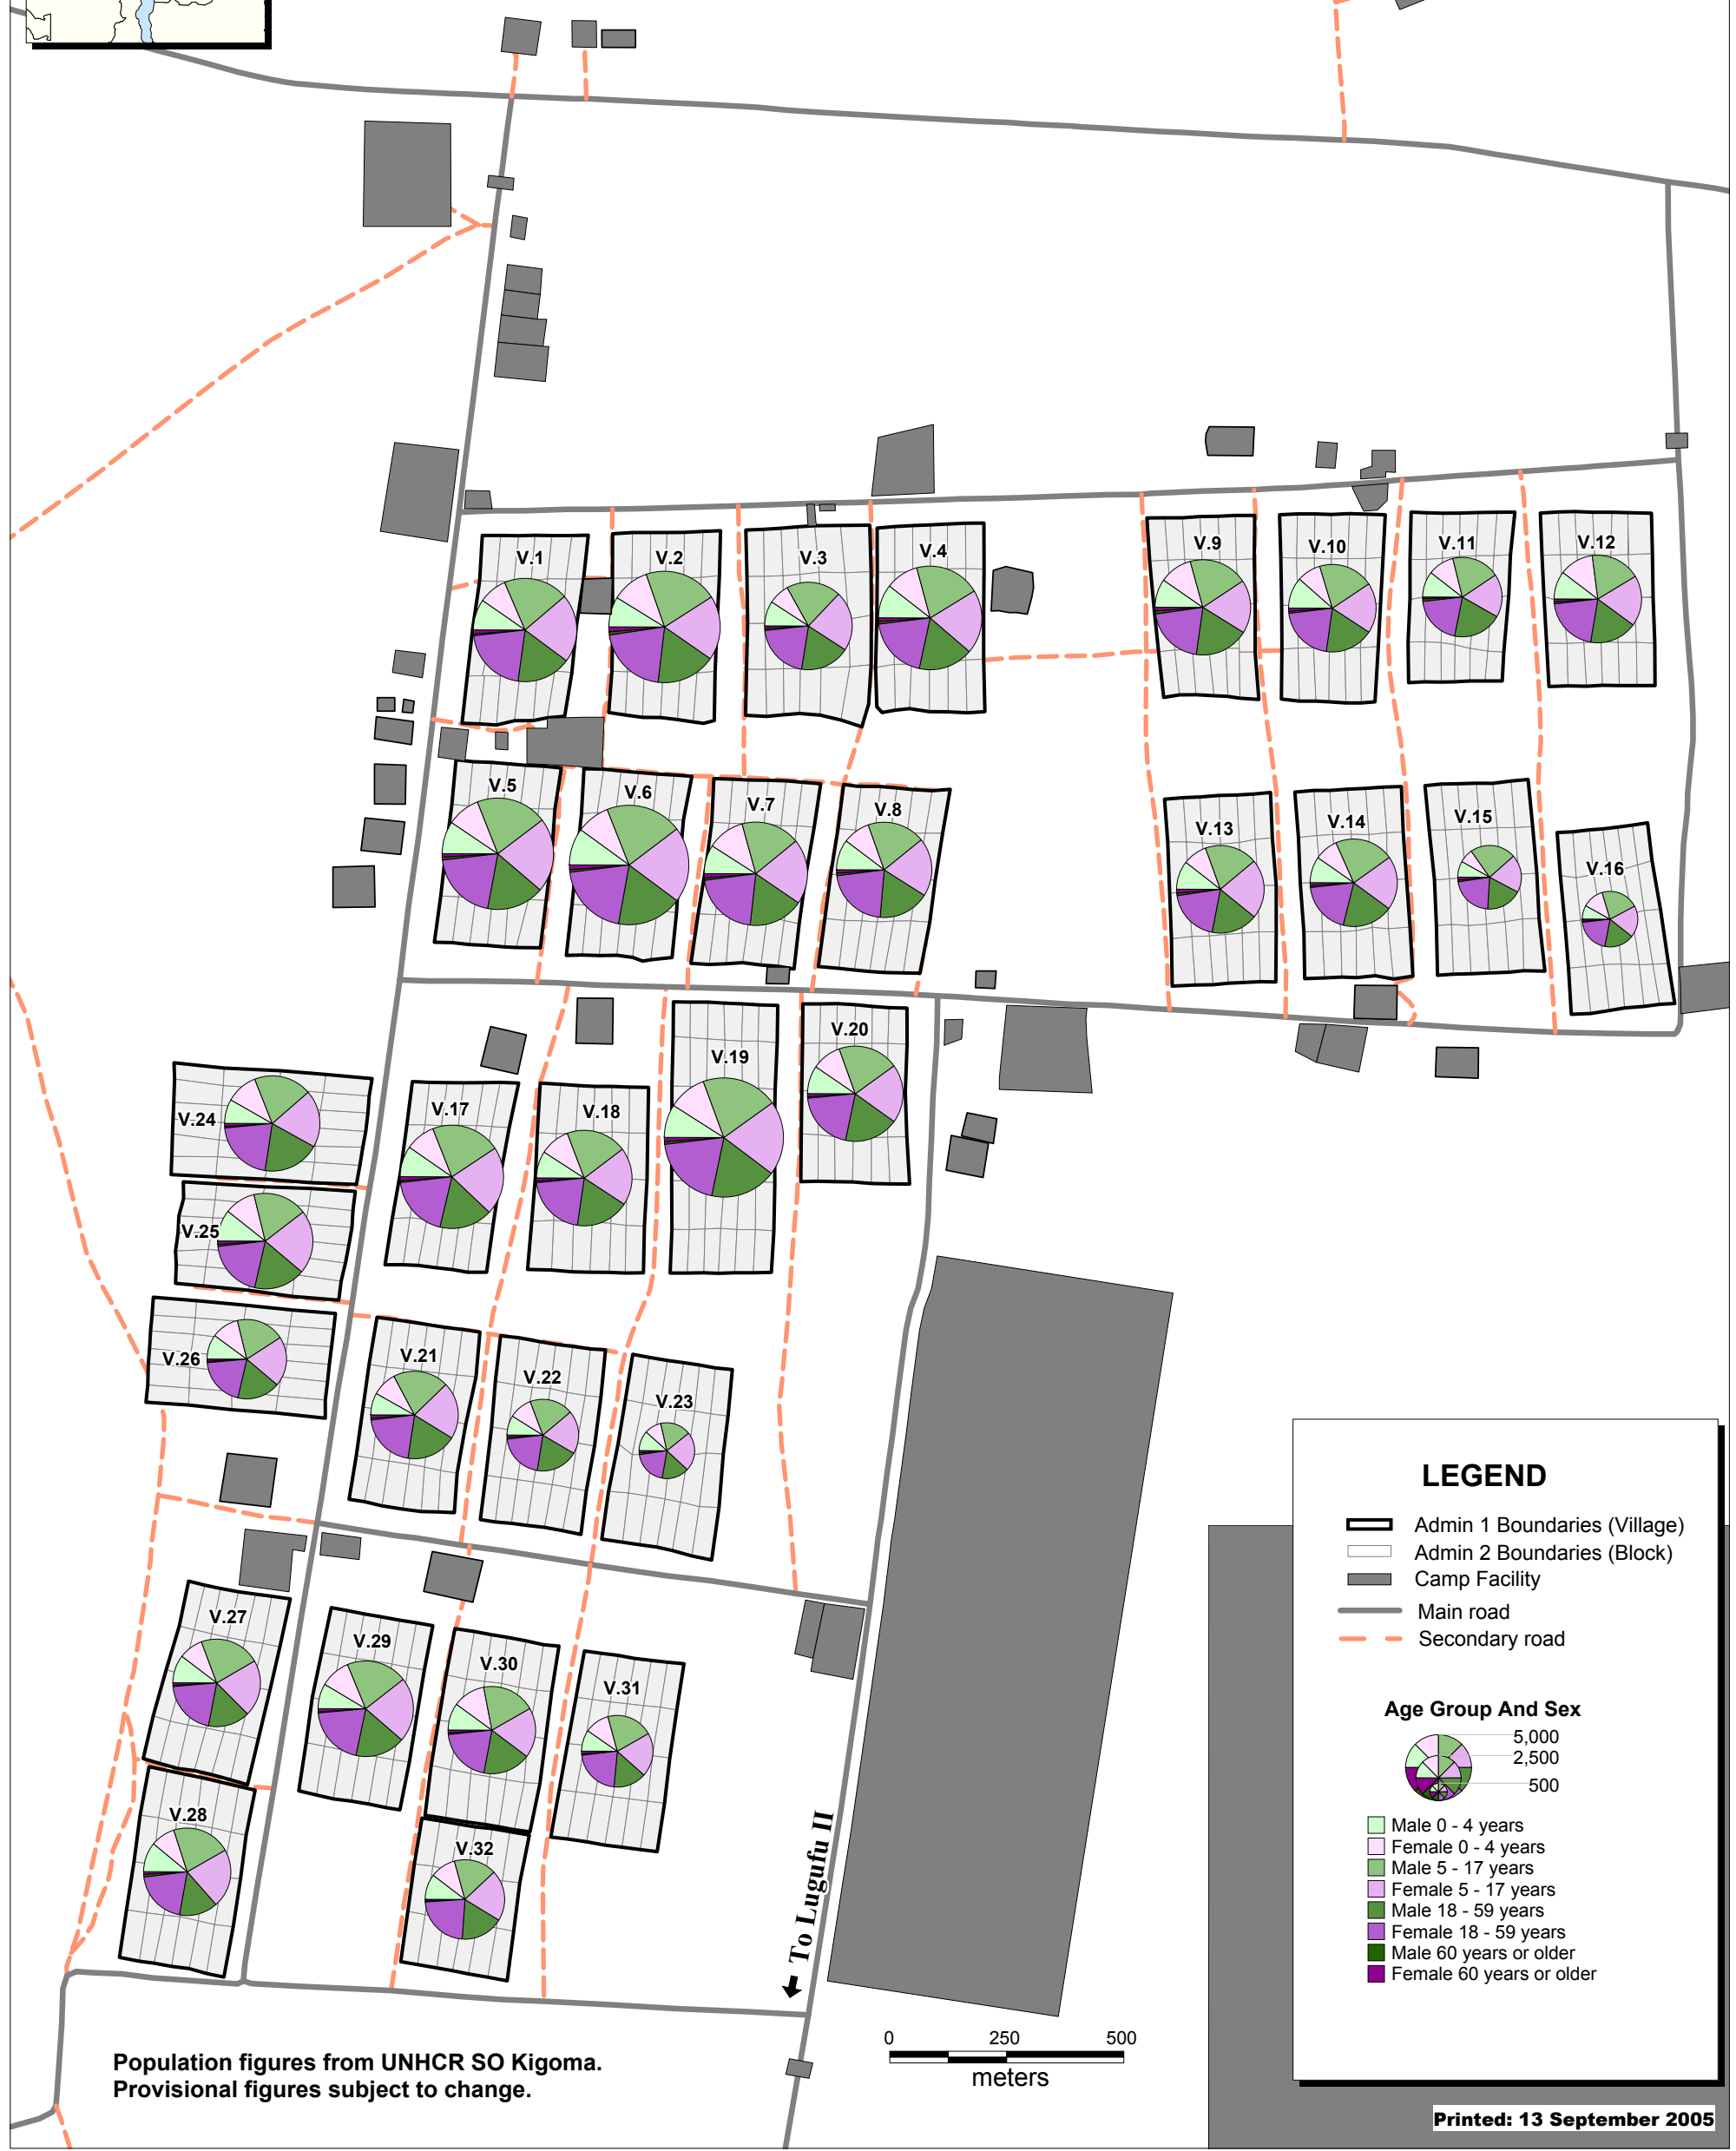 V.1
V.2
V.3
V.4
V.9
V.10
V.11
V.12
V.5
V.6
V.7
V.8
V.13
V.14
V.15
V.16
V.17
V.18
V.19
V.20
V.24
V.25
V.26
V.21
V.22
V.23
V.27
V.28
V.29
V.30
V.31
V.32
To Lugufu II
LEGEND
Admin 1 Boundaries (Village)
Admin 2 Boundaries (Block)
Camp Facility
Main road
Secondary road
Age Group And Sex
5,000
2,500
500
Male 0 - 4 years
Female 0 - 4 years
Male 5 - 17 years
Female 5 - 17 years
Male 18 - 59 years
Female 18 - 59 years
Male 60 years or older
Female 60 years or older
0 250 500
meters
Population figures from UNHCR SO Kigoma.
Provisional figures subject to change.
Printed: 13 September 2005